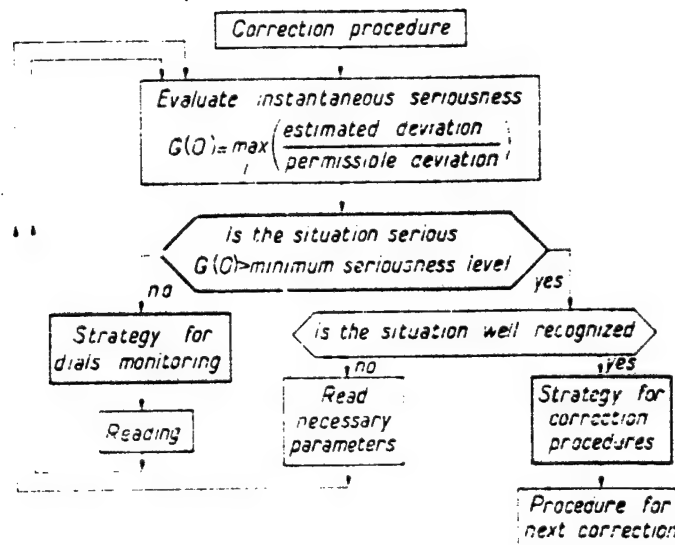 Correction procedure
Evaluate instantaneous seriousness
G(0)= max ( estimated deviation
i permissible deviation )
is the situation serious
G(0)>minimum seriousness level
no
yes
Strategy for
dials monitoring
is the situation well recognized
no
yes
Reading
Read
necessary
parameters
Strategy for
correction
procedures
Procedure for
next correction